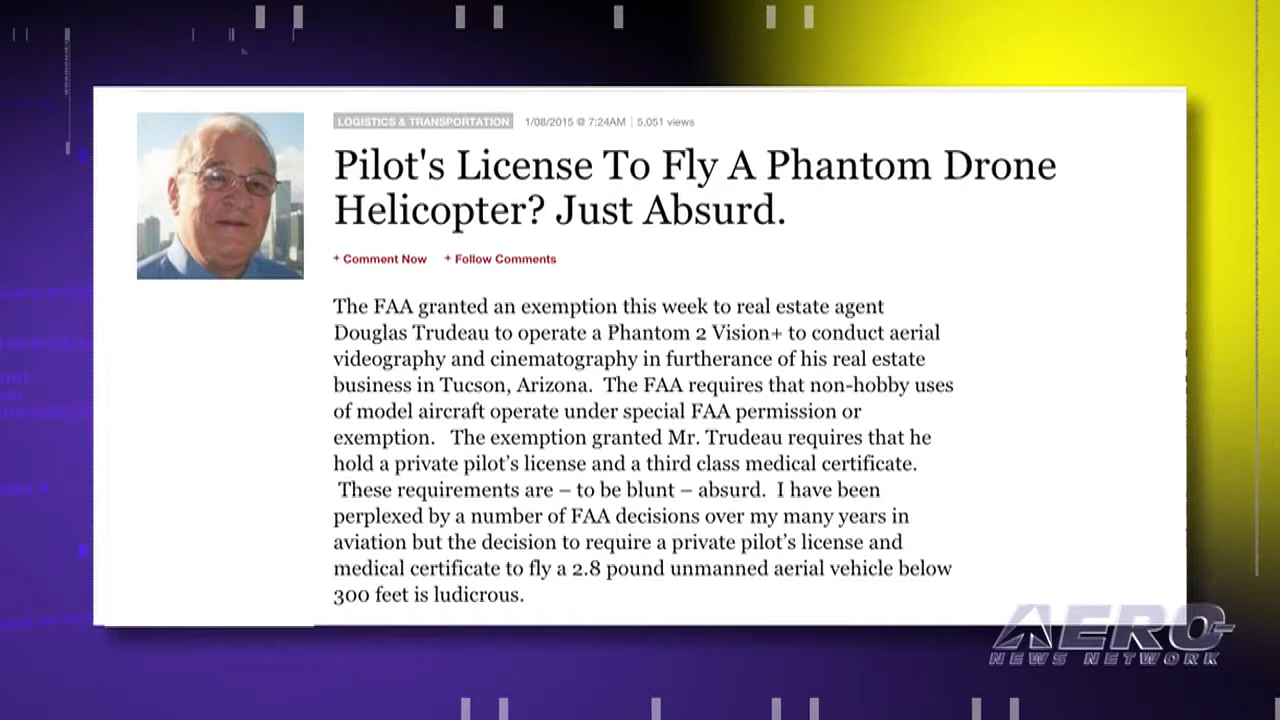 LOGISTICS & TRANSPORTATION 1/08/2015 @ 7:24AM | 5,051 views
Pilot's License To Fly A Phantom Drone
Helicopter? Just Absurd.
+ Comment Now + Follow Comments
The FAA granted an exemption this week to real estate agent
Douglas Trudeau to operate a Phantom 2 Vision+ to conduct aerial
videography and cinematography in furtherance of his real estate
business in Tucson, Arizona. The FAA requires that non-hobby uses
of model aircraft operate under special FAA permission or
exemption. The exemption granted Mr. Trudeau requires that he
hold a private pilot's license and a third class medical certificate.
These requirements are – to be blunt – absurd. I have been
perplexed by a number of FAA decisions over my many years in
aviation but the decision to require a private pilot's license and
medical certificate to fly a 2.8 pound unmanned aerial vehicle below
300 feet is ludicrous.
AERO
NEWS NETWORK